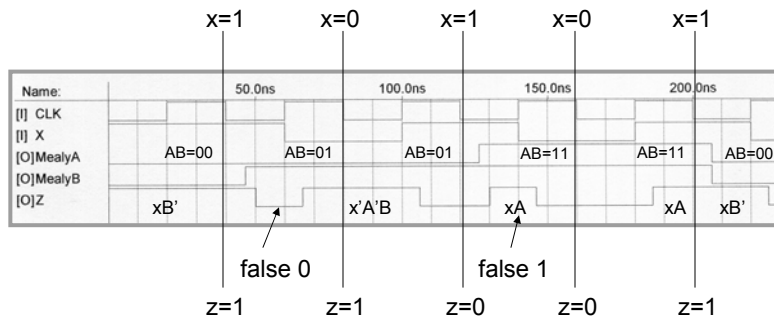 x=1 x=0 x=1 x=0 x=1
Name: 50.0ns 100.0ns 150.0ns 200.0ns
[I] CLK
[I] X
AB=00 AB=01 AB=01 AB=11 AB=11 AB=00
[O]MealyA
[O]MealyB
[O]Z
xB' x'A'B xA xA xB'
false 0 false 1
z=1 z=1 z=0 z=0 z=1